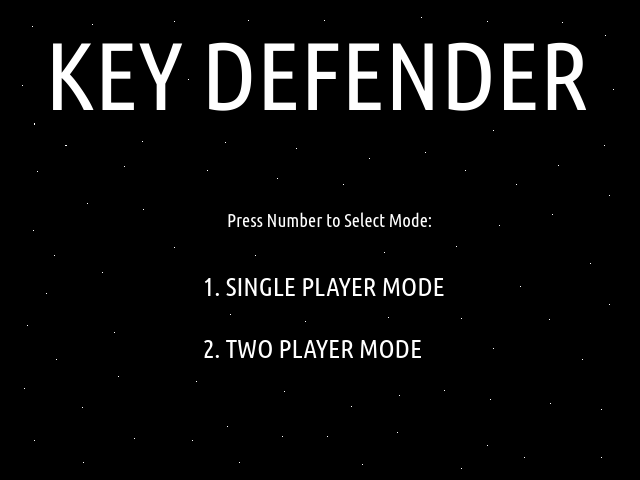 KEY DEFENDER
Press Number to Select Mode:
1. SINGLE PLAYER MODE
2. TWO PLAYER MODE